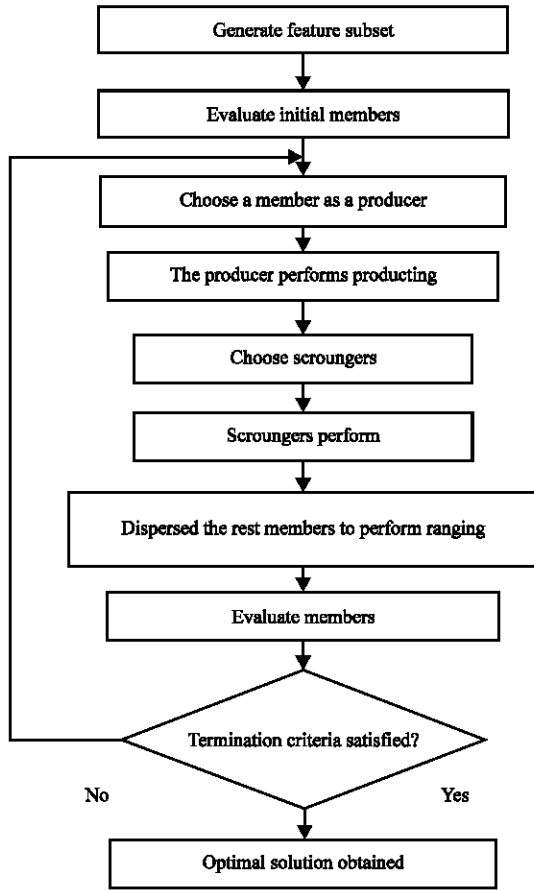 Generate feature subset
Evaluate initial members
Choose a member as a producer
The producer performs producting
Choose scroungers
Scroungers perform
Dispersed the rest members to perform ranging
Evaluate members
Termination criteria satisfied?
No
Yes
Optimal solution obtained